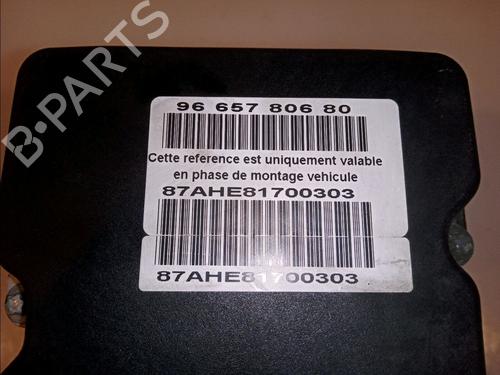 B-PARTS
96 657 806 80
Cette reference est uniquement valable
en phase de montage vehicule
87AHE81700303
87AHE81700303